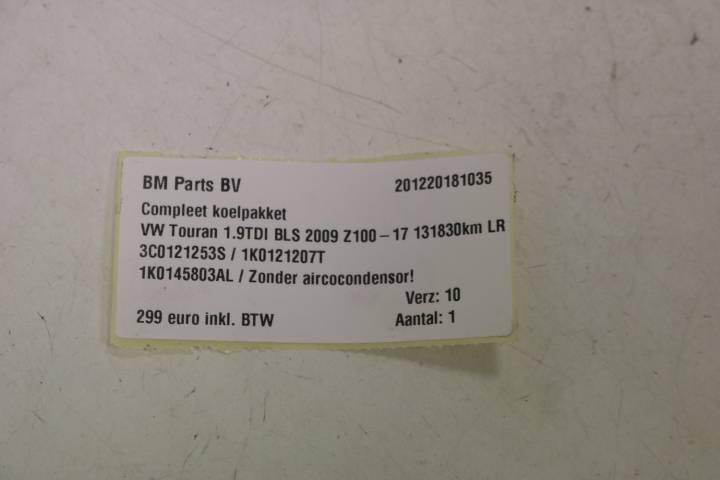 BM Parts BV 201220181035
Compleet koelpakket
VW Touran 1.9TDI BLS 2009 Z100-17 131830km LR
3C0121253S / 1K0121207T
1K0145803AL / Zonder aircocondensor!
Verz: 10
299 euro inkl. BTW Aantal: 1